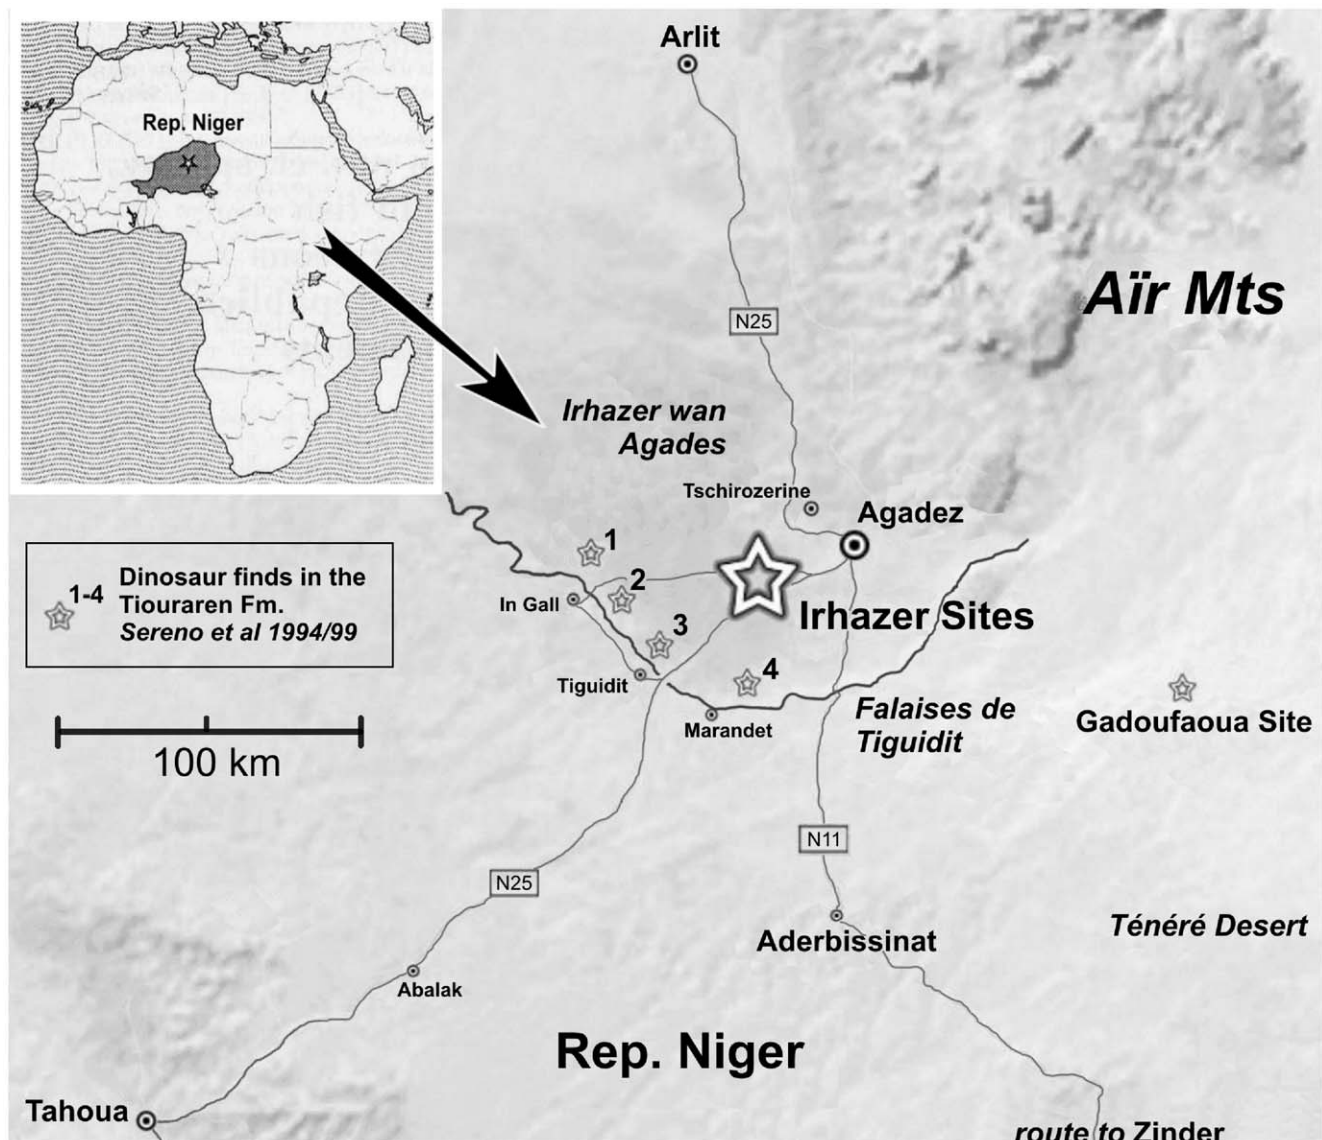 Arlit
Rep. Niger
Aïr Mts
N25
Irhazer wan
Agades
Tschirozerine
Agadez
1
2
In Gall
Irhazer Sites
3
4
Tiguidit
Marandet
Falaises de
Tiguidit
Gadoufaoua Site
1-4
Dinosaur finds in the
Tiouraren Fm.
Sereno et al 1994/99
100 km
N11
N25
Aderbissinat
Ténéré Desert
Abalak
Rep. Niger
Tahoua
route to Zinder